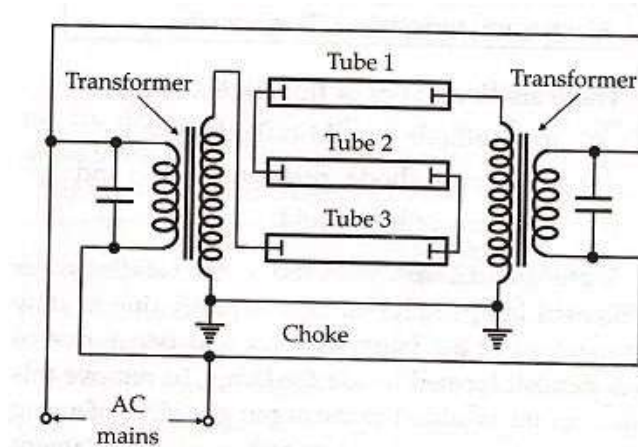 Tube 1
Transformer
Transformer
Tube 2
Tube 3
Choke
AC
mains